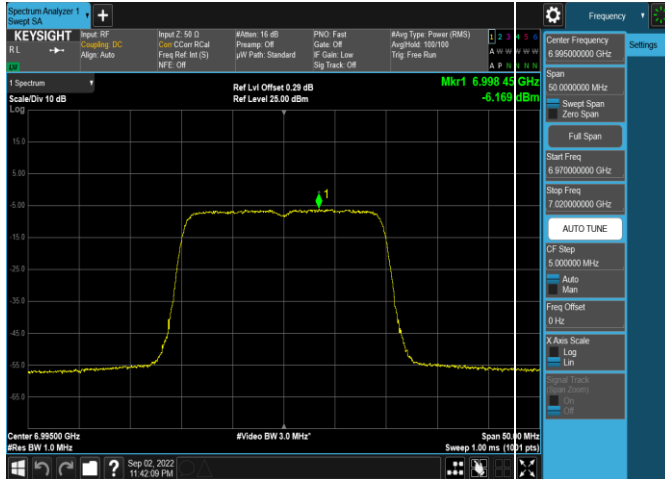 Spectrum Analyzer 1
Swept SA
+
Frequency
KEYSIGHT
RL
Input: RF
Coupling: DC
Align: Auto
Input Z: 50 Ω
Corr CCorr RCal
Freq Ref: Int (S)
NFE: Off
#Atten: 16 dB
Preamp: Off
µW Path: Standard
PNO: Fast
Gate: Off
IF Gain: Low
Sig Track: Off
#Avg Type: Power (RMS)
Avg|Hold: 100/100
Trig: Free Run
1 2 3 4 5 6
A W W W W W
A P N N N N
Center Frequency
6.995000000 GHz
Settings
Span
50.0000000 MHz
Swept Span
Zero Span
Full Span
Start Freq
6.970000000 GHz
Stop Freq
7.020000000 GHz
AUTO TUNE
CF Step
5.000000 MHz
Auto
Man
Freq Offset
0 Hz
X Axis Scale
Log
Lin
Signal Track
(Span Zoom)
On
Off
1 Spectrum
Scale/Div 10 dB
Log
Ref Lvl Offset 0.29 dB
Ref Level 25.00 dBm
Mkr1 6.998 45 GHz
-6.169 dBm
15.0
5.00
-5.00
-15.0
-25.0
-35.0
-45.0
-55.0
-65.0
1
Center 6.99500 GHz
#Res BW 1.0 MHz
#Video BW 3.0 MHz*
Span 50.00 MHz
Sweep 1.00 ms (1001 pts)
?
Sep 02, 2022
11:42:09 PM